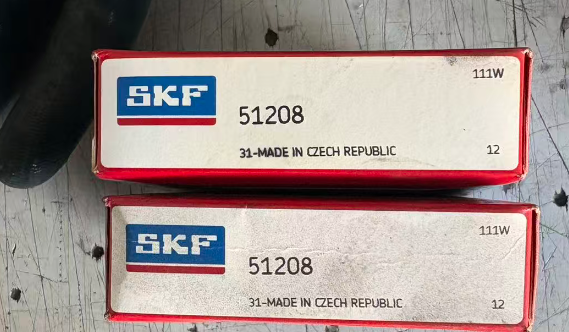 111W
SKF
51208
31-MADE IN CZECH REPUBLIC 12
111W
SKF
51208
31-MADE IN CZECH REPUBLIC 12